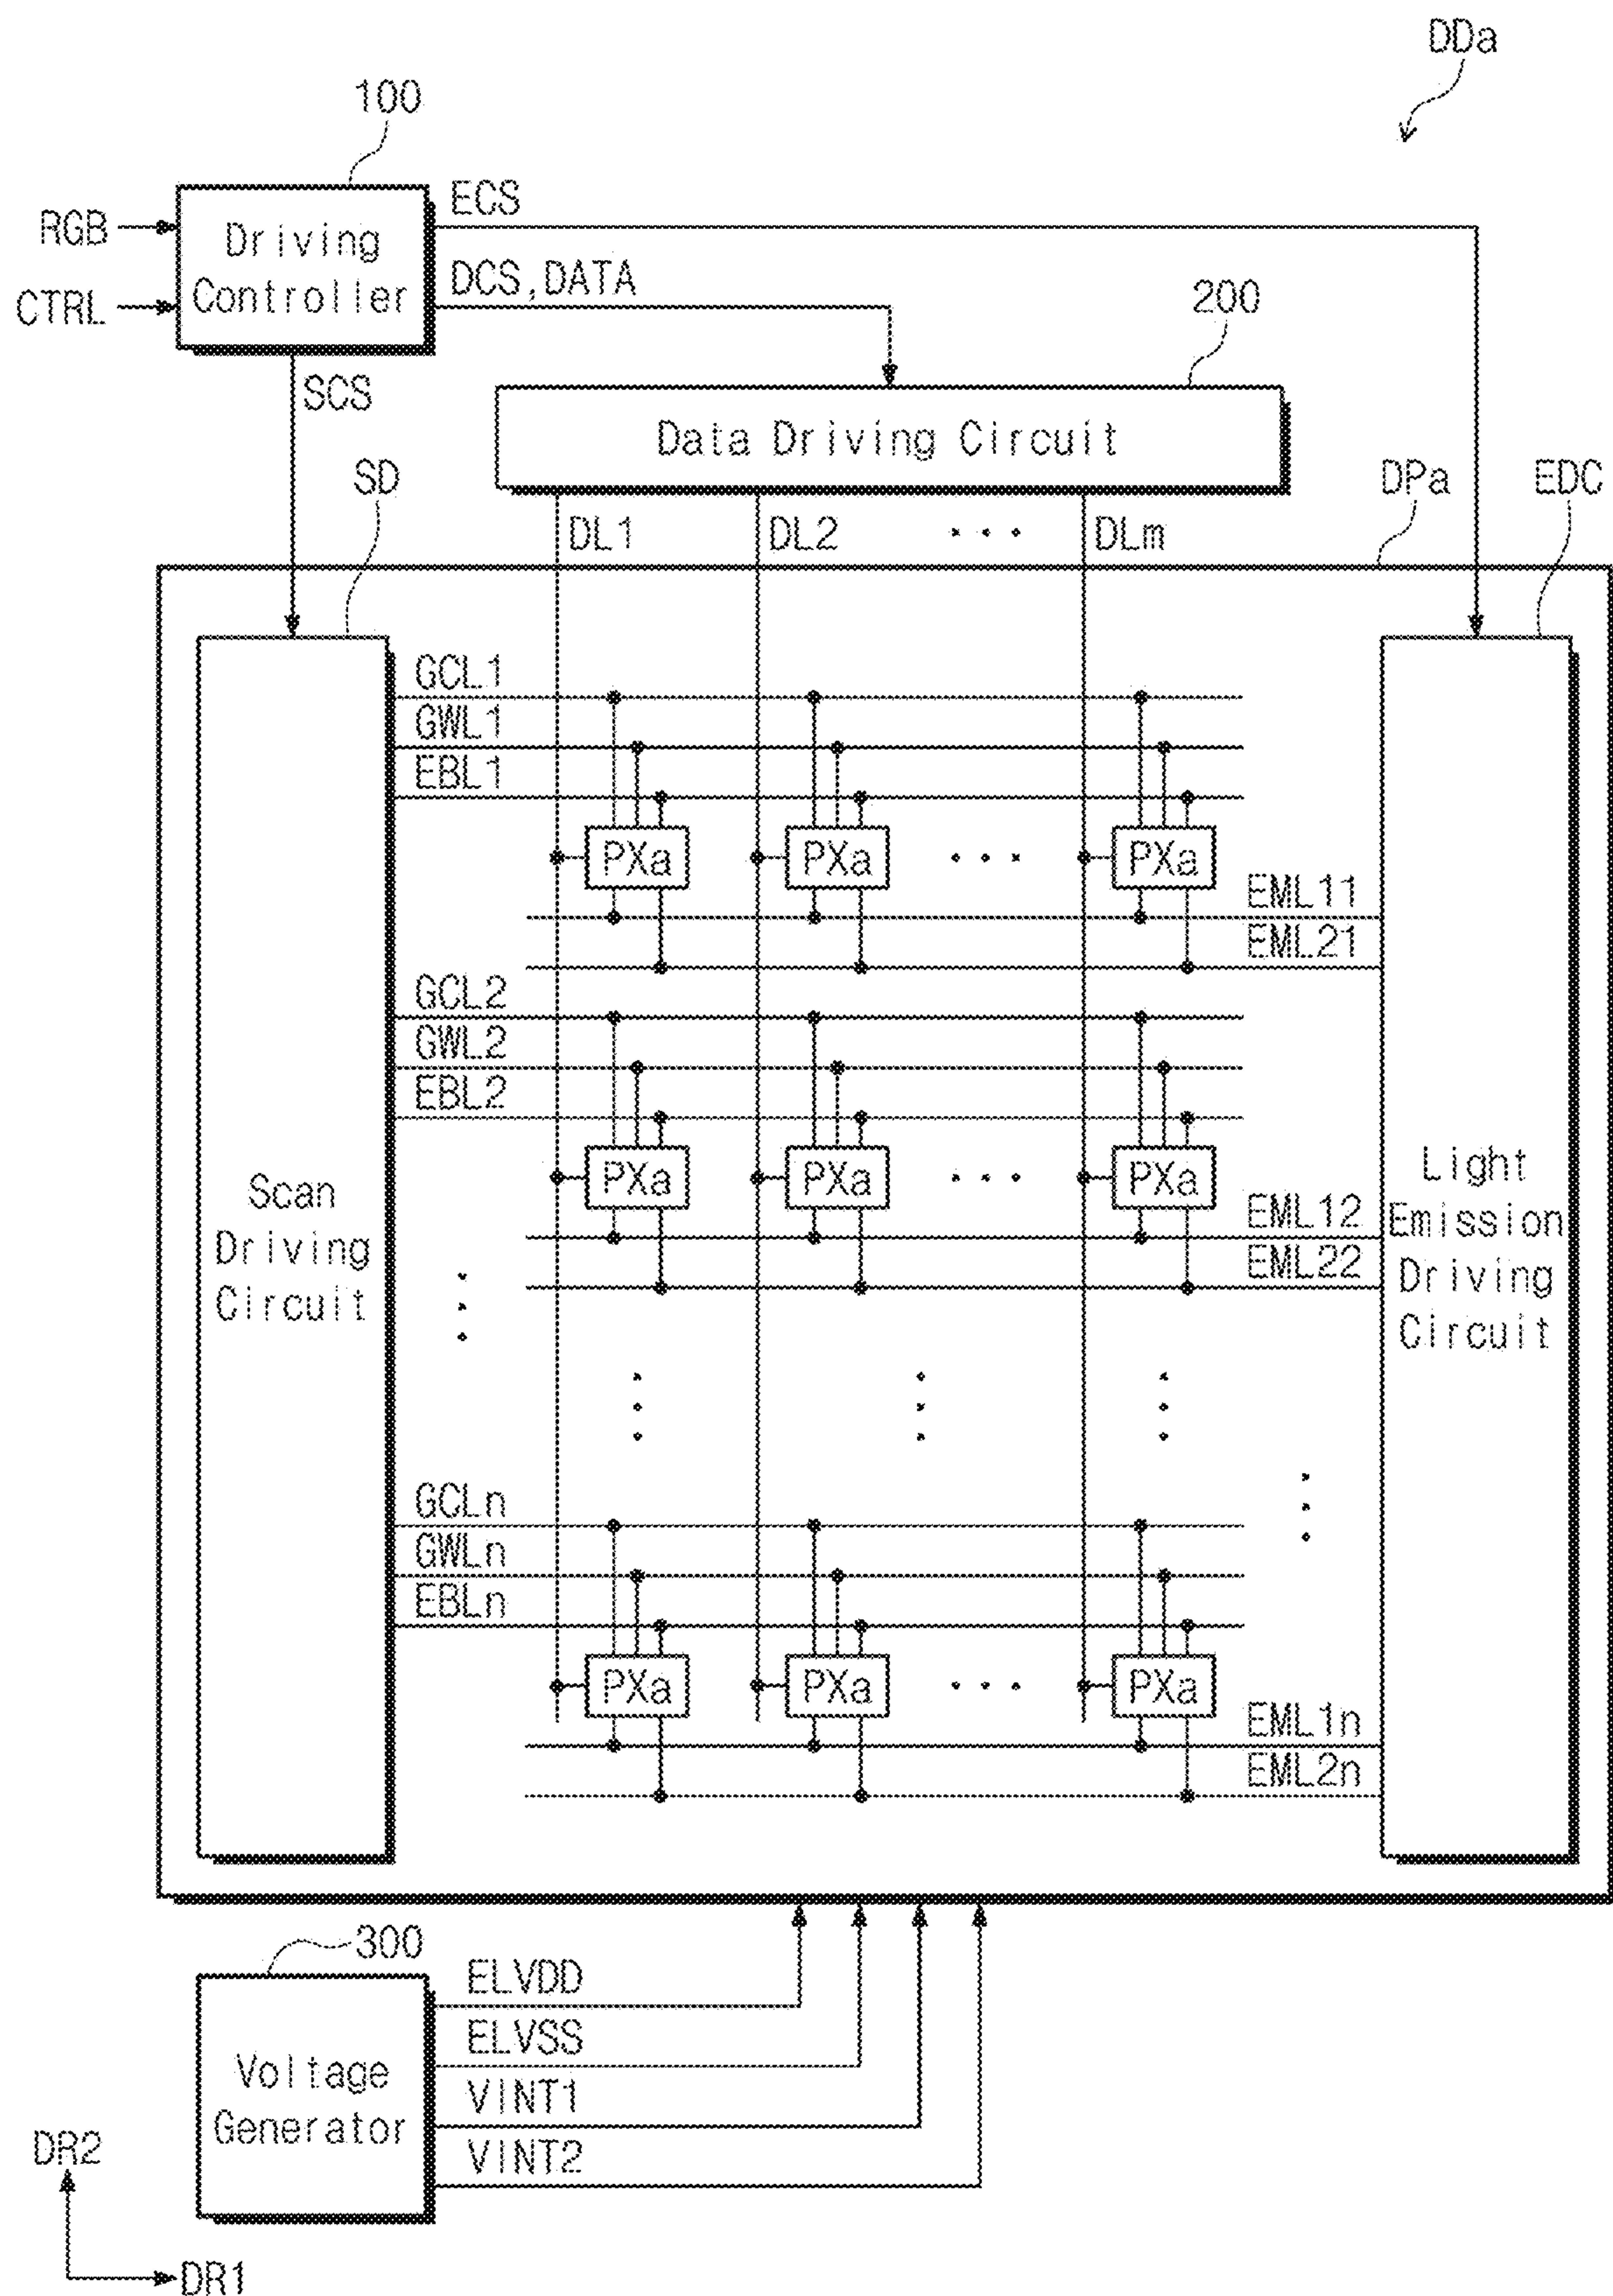 DDa
100
RGB
CTRL
Driving
Controller
ECS
DCS,DATA
SCS
200
Data Driving Circuit
SD
DPa
EDC
DL1
DL2
DLm
GCL1
GWL1
EBL1
PXa
PXa
PXa
EML11
EML21
GCL2
GWL2
EBL2
PXa
PXa
PXa
EML12
EML22
Scan
Driving
Circuit
Light
Emission
Driving
Circuit
GCLn
GWLn
EBLn
PXa
PXa
PXa
EML1n
EML2n
300
Voltage
Generator
ELVDD
ELVSS
VINT1
VINT2
DR2
DR1